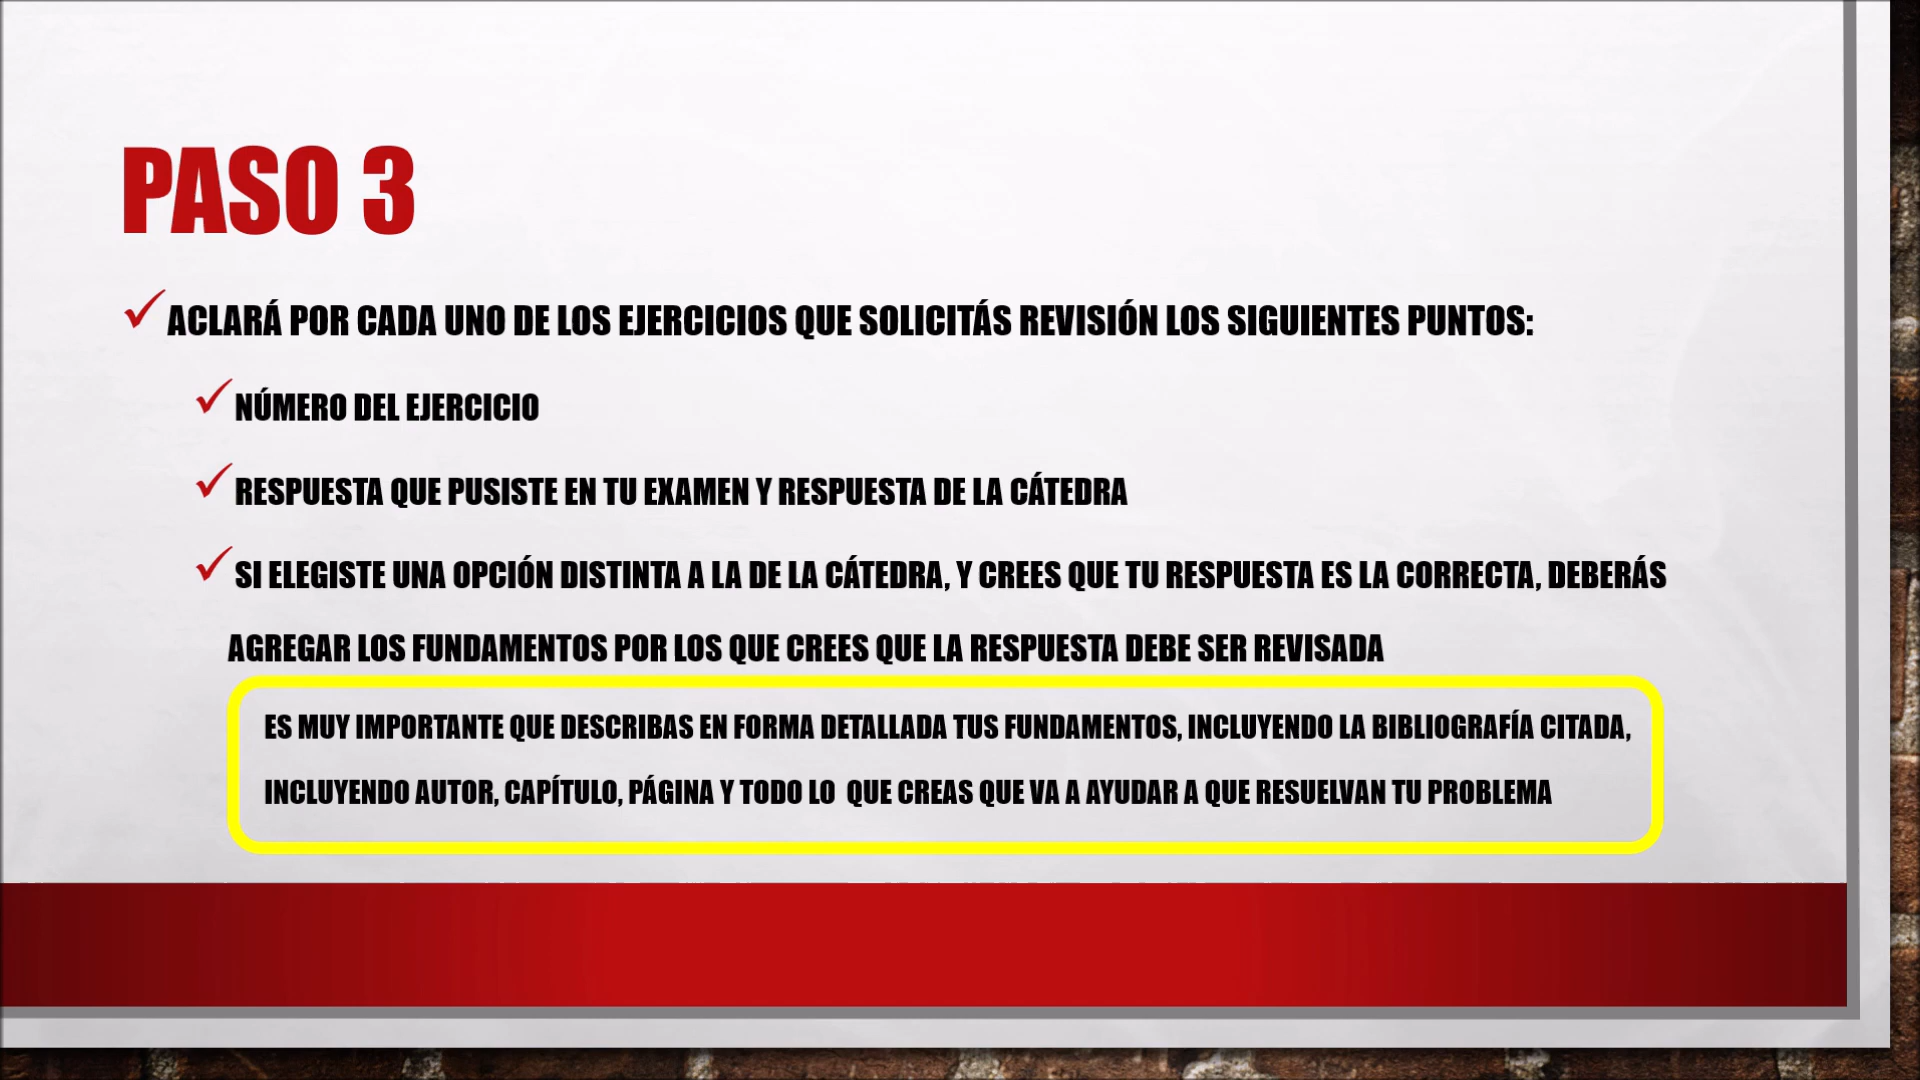 PASO 3
ACLARÁ POR CADA UNO DE LOS EJERCICIOS QUE SOLICITÁS REVISIÓN LOS SIGUIENTES PUNTOS:
NÚMERO DEL EJERCICIO
RESPUESTA QUE PUSISTE EN TU EXAMEN Y RESPUESTA DE LA CÁTEDRA
SI ELEGISTE UNA OPCIÓN DISTINTA A LA DE LA CÁTEDRA, Y CREES QUE TU RESPUESTA ES LA CORRECTA, DEBERÁS
AGREGAR LOS FUNDAMENTOS POR LOS QUE CREES QUE LA RESPUESTA DEBE SER REVISADA
ES MUY IMPORTANTE QUE DESCRIBAS EN FORMA DETALLADA TUS FUNDAMENTOS, INCLUYENDO LA BIBLIOGRAFÍA CITADA,
INCLUYENDO AUTOR, CAPÍTULO, PÁGINA Y TODO LO QUE CREAS QUE VA A AYUDAR A QUE RESUELVAN TU PROBLEMA